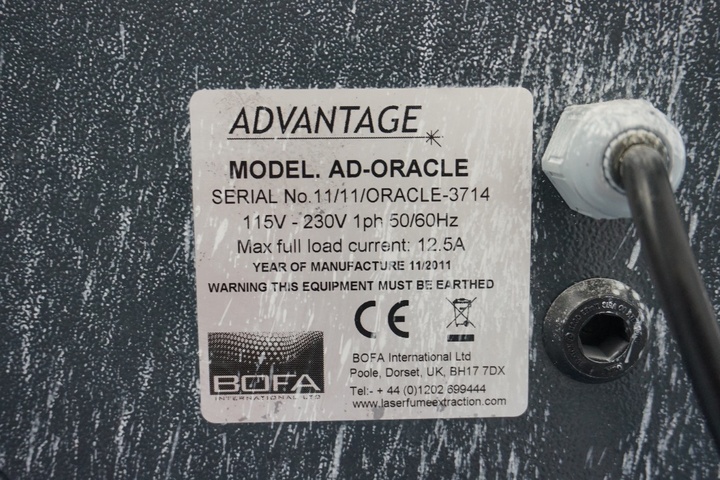 ADVANTAGE
MODEL. AD-ORACLE
SERIAL No.11/11/ORACLE-3714
115V - 230V 1ph 50/60Hz
Max full load current: 12.5A
YEAR OF MANUFACTURE 11/2011
WARNING THIS EQUIPMENT MUST BE EARTHED
CE
BOFA
INTERNATIONAL LTD
BOFA International Ltd
Poole, Dorset, UK, BH17 7DX
Tel:- + 44 (0)1202 699444
www.laserfumeextraction.com